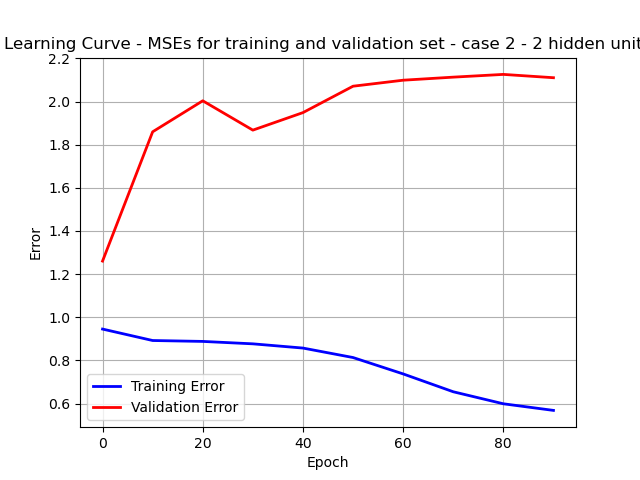 Learning Curve - MSEs for training and validation set - case 2 - 2 hidden unit
2.2
2.0
1.8
1.6
1.4
1.2
1.0
0.8
0.6
Error
Training Error
Validation Error
0
20
40
60
80
Epoch